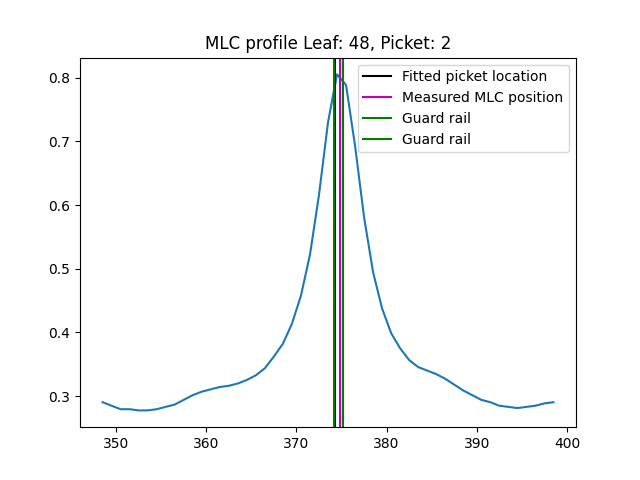 MLC profile Leaf: 48, Picket: 2
Fitted picket location
Measured MLC position
Guard rail
Guard rail
0.8
0.7
0.6
0.5
0.4
0.3
350 360 370 380 390 400